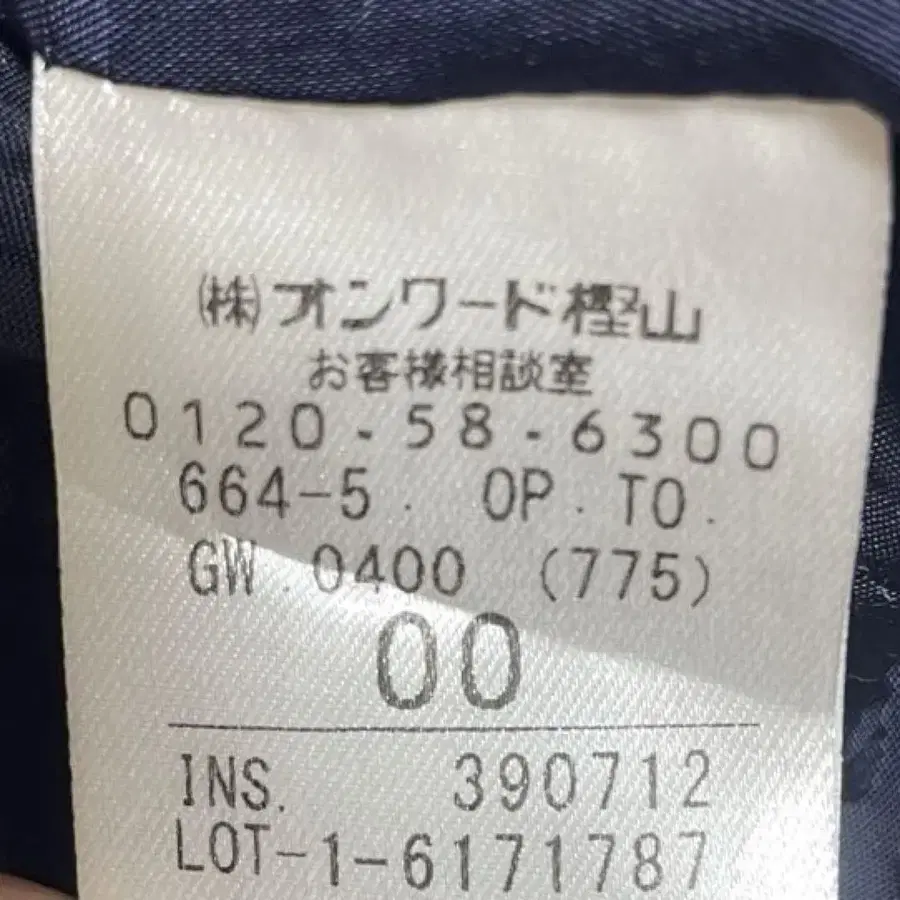 ㈱オンワード樫山
お客様相談室
0120-58-6300
664-5. OP. TO.
GW.0400 (775)
00
INS. 390712
LOT-1-6171787